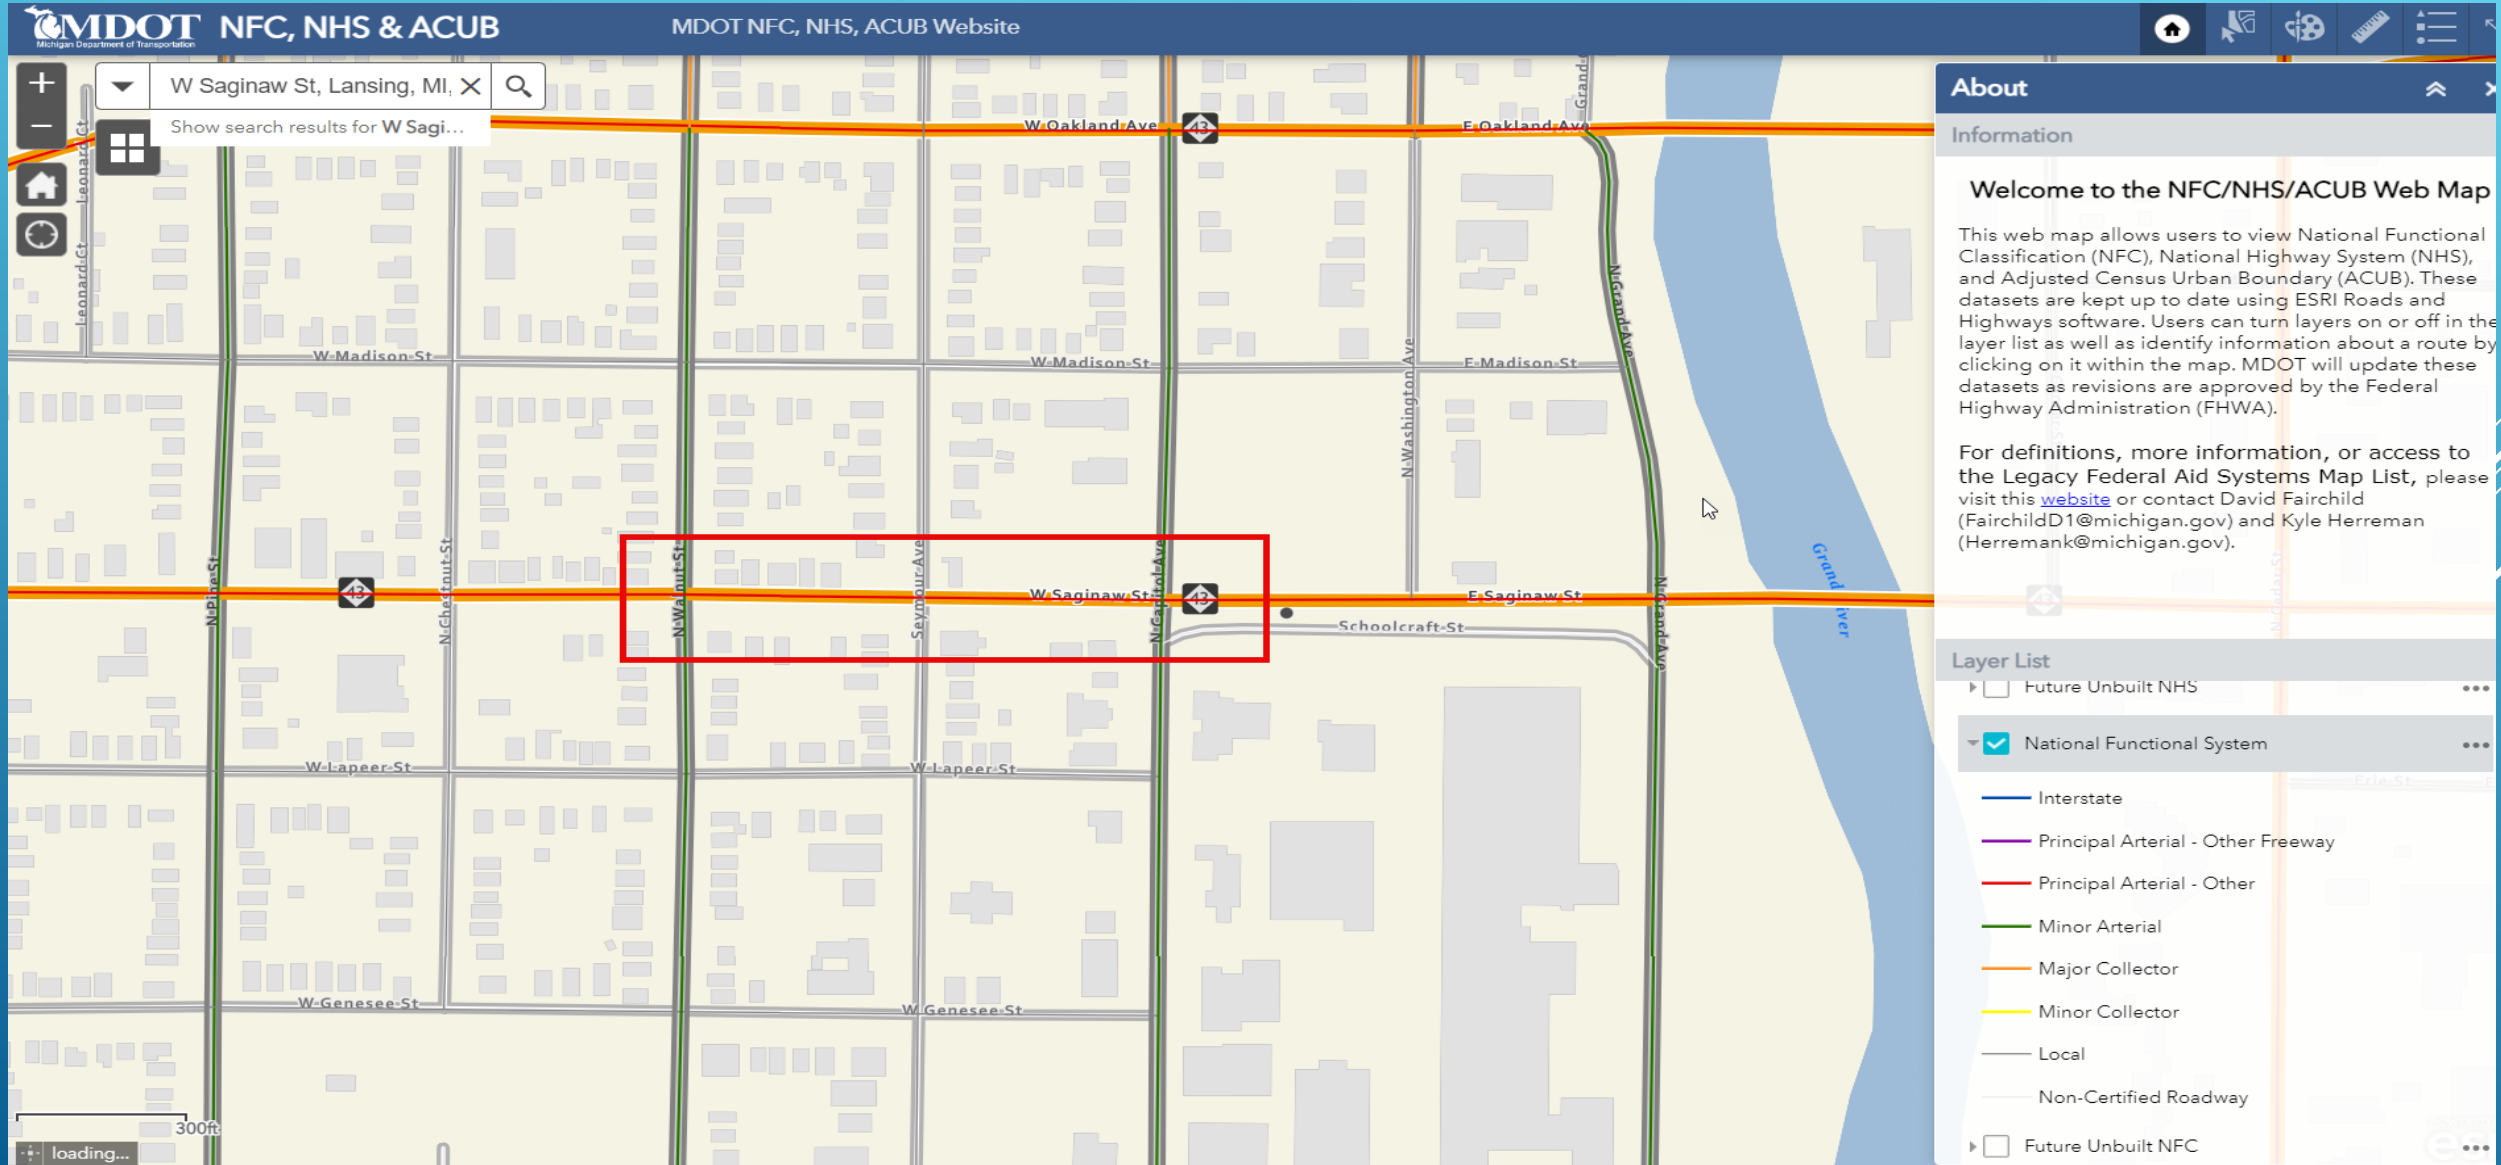 MDOT
Michigan Department of Transportation
NFC, NHS & ACUB
MDOT NFC, NHS, ACUB Website
W Saginaw St, Lansing, MI,
Show search results for W Sagi...
Leonard Ct
Leonard Ct
Leonard Ct
W Oakland Ave
43
E Oakland Ave
Grand
N Grand Ave
W Madison St
W Madison St
E Madison St
N Washington Ave
N Pine St
43
N Chestnut St
N Walnut St
Seymour Ave
W Saginaw St
N Capitol Ave
43
E Saginaw St
N Grand Ave
Schoolcraft St
Grand River
W Lapeer St
W Lapeer St
W Genesee St
W Genesee St
300ft
loading...
About
Information
Welcome to the NFC/NHS/ACUB Web Map
This web map allows users to view National Functional
Classification (NFC), National Highway System (NHS),
and Adjusted Census Urban Boundary (ACUB). These
datasets are kept up to date using ESRI Roads and
Highways software. Users can turn layers on or off in the
layer list as well as identify information about a route by
clicking on it within the map. MDOT will update these
datasets as revisions are approved by the Federal
Highway Administration (FHWA).
For definitions, more information, or access to
the Legacy Federal Aid Systems Map List, please
visit this website or contact David Fairchild
(FairchildD1@michigan.gov) and Kyle Herreman
(Herremank@michigan.gov).
Layer List
Future Unbuilt NHS
National Functional System
Interstate
Principal Arterial - Other Freeway
Principal Arterial - Other
Minor Arterial
Major Collector
Minor Collector
Local
Non-Certified Roadway
Future Unbuilt NFC